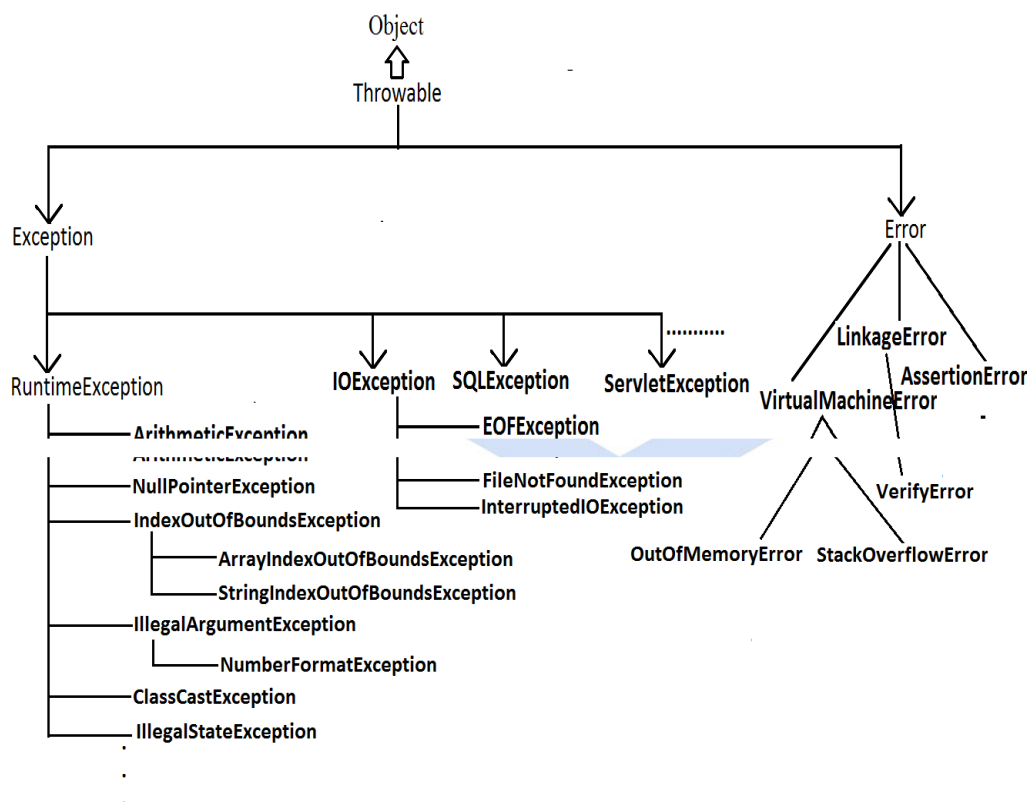 Object
Throwable
Exception
Error
RuntimeException
IOException
SQLException
ServletException
...........
LinkageError
AssertionError
VirtualMachineError
ArithmeticException
ArithmeticException
NullPointerException
IndexOutOfBoundsException
ArrayIndexOutOfBoundsException
StringIndexOutOfBoundsException
IllegalArgumentException
NumberFormatException
ClassCastException
IllegalStateException
EOFException
FileNotFoundException
InterruptedIOException
VerifyError
OutOfMemoryError
StackOverflowError